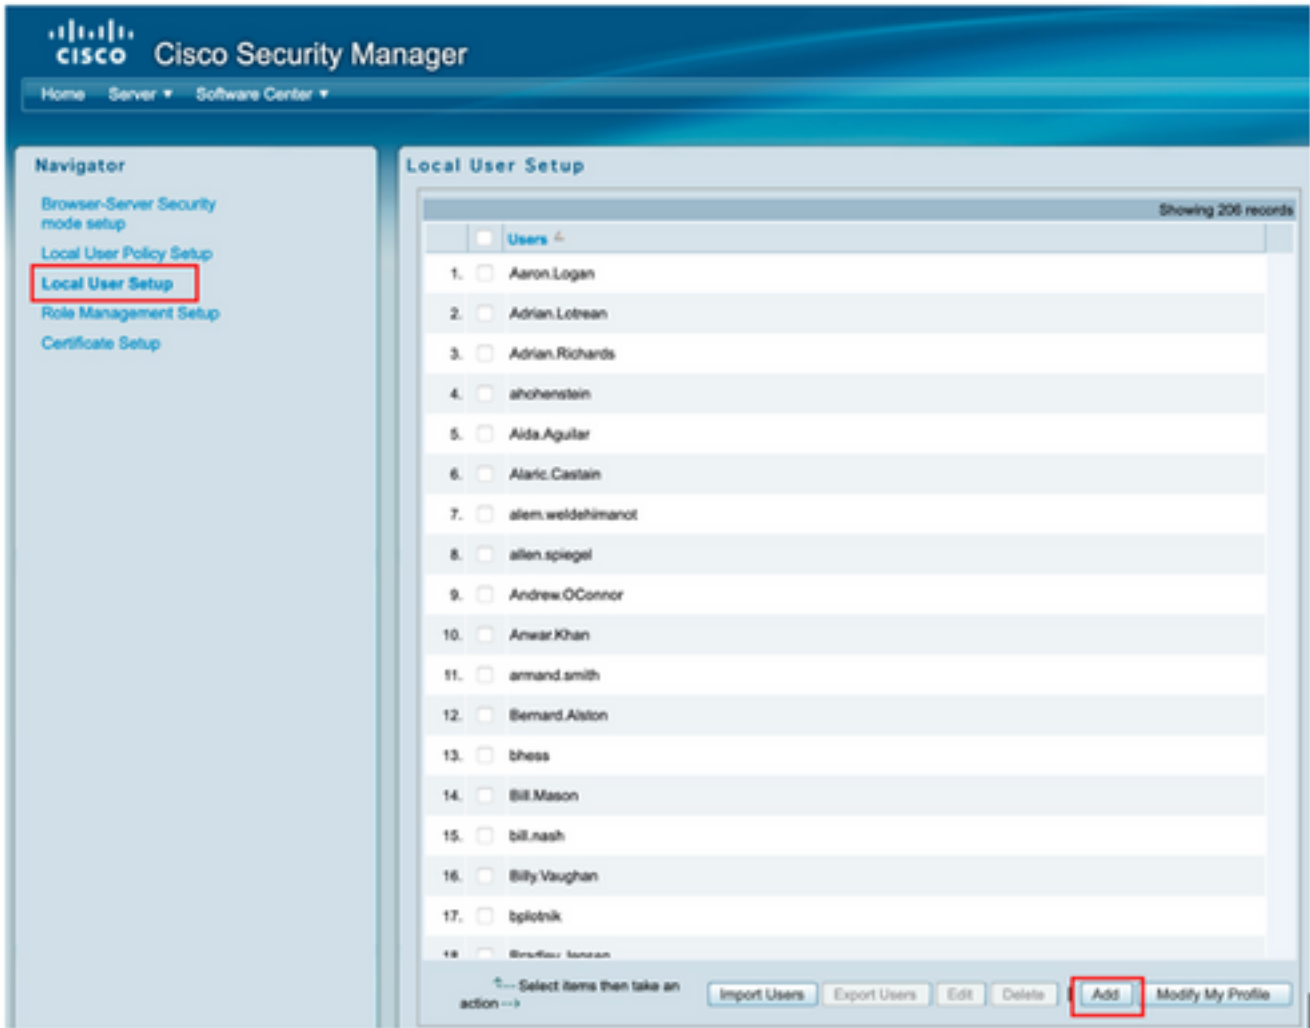 CISCO Cisco Security Manager
Home Server Software Center
Navigator
Browser-Server Security
mode setup
Local User Policy Setup
Local User Setup
Role Management Setup
Certificate Setup
Local User Setup
Showing 206 records
Users
1. Aaron.Logan
2. Adrian.Lotrean
3. Adrian.Richards
4. ahohenstein
5. Aida.Aguilar
6. Alaric.Castain
7. alem.weldehimanot
8. allen.spiegel
9. Andrew.OConnor
10. Anwar.Khan
11. armand.smith
12. Bernard.Alston
13. bhess
14. Bill.Mason
15. bill.nash
16. Billy.Vaughan
17. bplotnik
18. Bradley.Jensen
Select items then take an
action -->
Import Users Export Users Edit Delete Add Modify My Profile